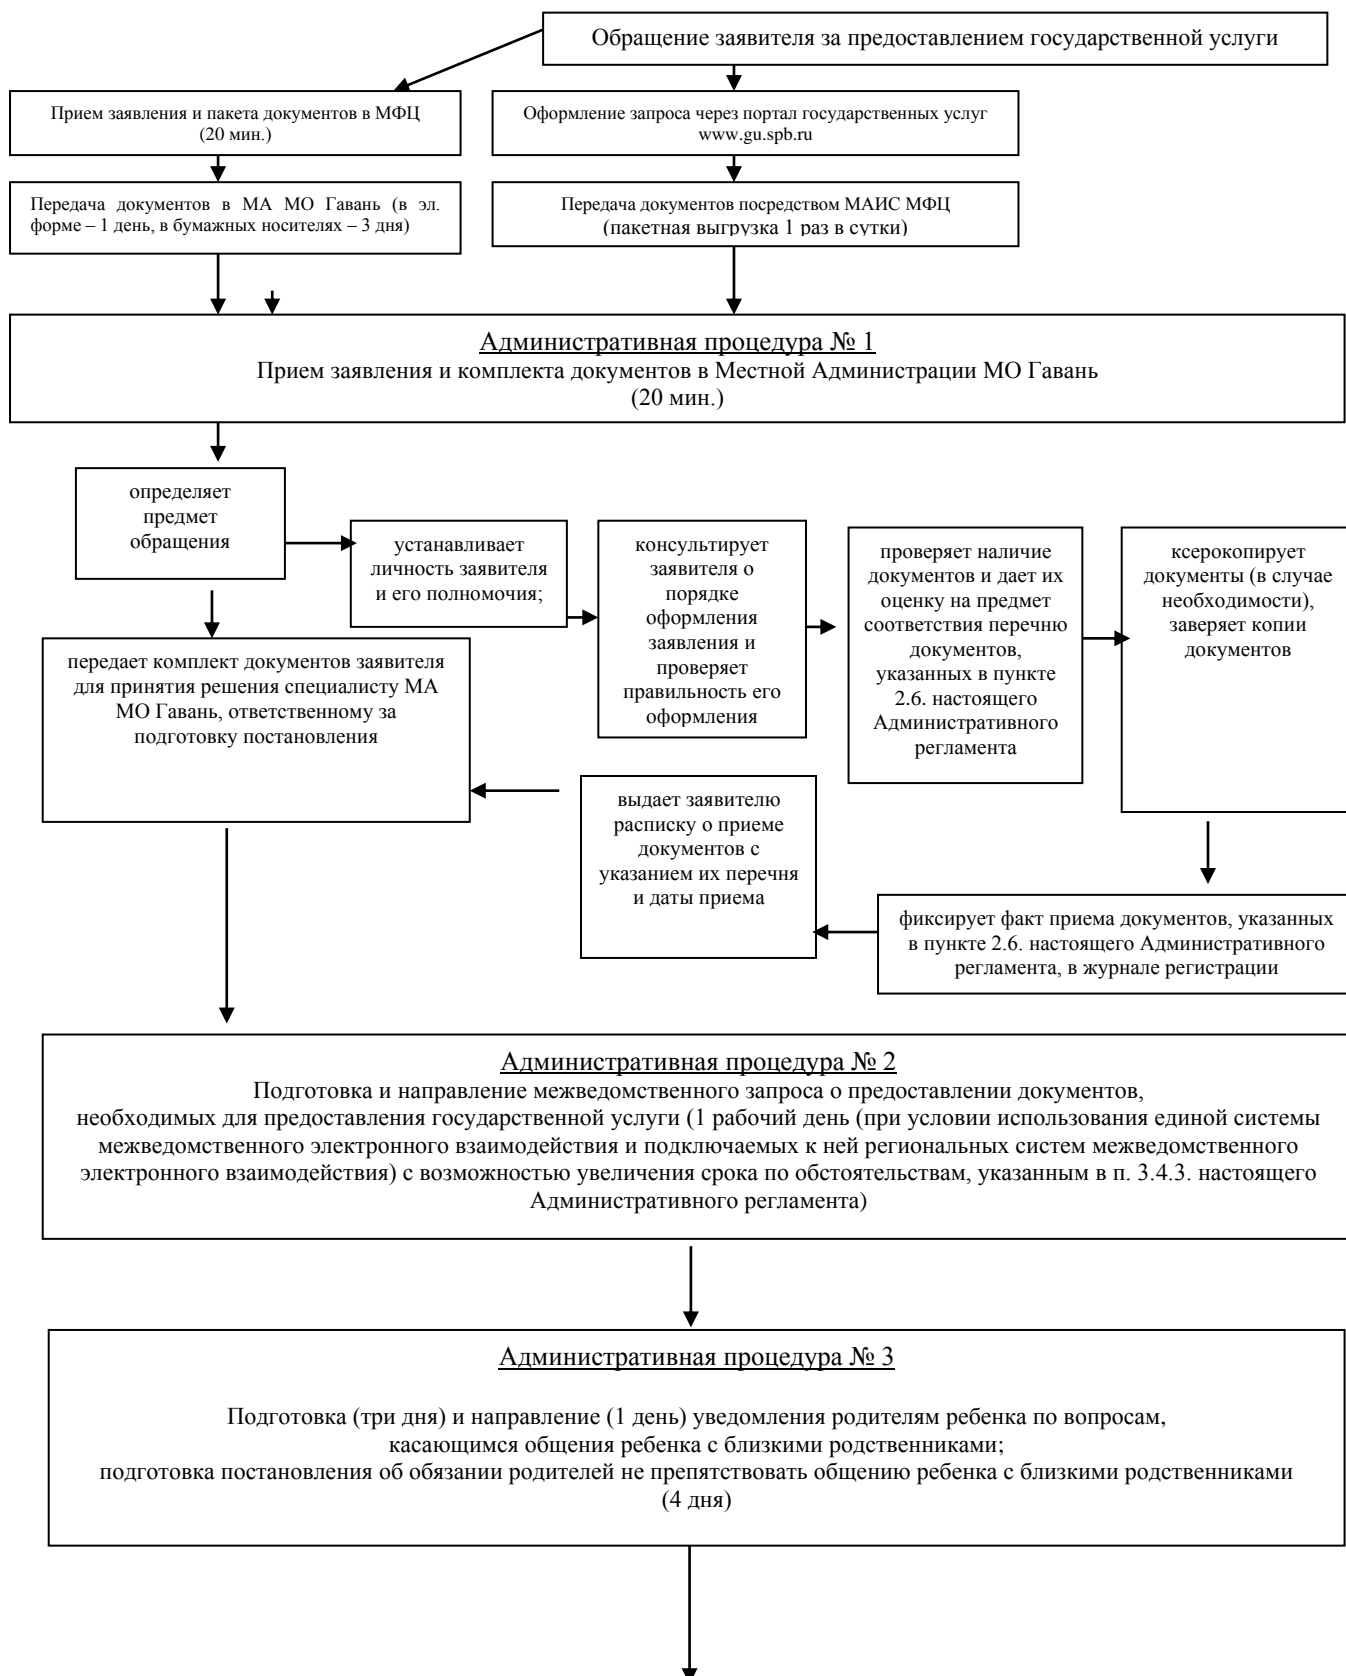 Обращение заявителя за предоставлением государственной услуги
Прием заявления и пакета документов в МФЦ
(20 мин.)
Оформление запроса через портал государственных услуг
www.gu.spb.ru
Передача документов в МА МО Гавань (в эл.
форме – 1 день, в бумажных носителях – 3 дня)
Передача документов посредством МАИС МФЦ
(пакетная выгрузка 1 раз в сутки)
Административная процедура № 1
Прием заявления и комплекта документов в Местной Администрации МО Гавань
(20 мин.)
определяет
предмет
обращения
устанавливает
личность заявителя
и его полномочия;
консультирует
заявителя о
порядке
оформления
заявления и
проверяет
правильность его
оформления
проверяет наличие
документов и дает их
оценку на предмет
соответствия перечню
документов,
указанных в пункте
2.6. настоящего
Административного
регламента
ксерокопирует
документы (в случае
необходимости),
заверяет копии
документов
передает комплект документов заявителя
для принятия решения специалисту МА
МО Гавань, ответственному за
подготовку постановления
выдает заявителю
расписку о приеме
документов с
указанием их перечня
и даты приема
фиксирует факт приема документов, указанных
в пункте 2.6. настоящего Административного
регламента, в журнале регистрации
Административная процедура № 2
Подготовка и направление межведомственного запроса о предоставлении документов,
необходимых для предоставления государственной услуги (1 рабочий день (при условии использования единой системы
межведомственного электронного взаимодействия и подключаемых к ней региональных систем межведомственного
электронного взаимодействия) с возможностью увеличения срока по обстоятельствам, указанным в п. 3.4.3. настоящего
Административного регламента)
Административная процедура № 3
Подготовка (три дня) и направление (1 день) уведомления родителям ребенка по вопросам,
касающимся общения ребенка с близкими родственниками;
подготовка постановления об обязании родителей не препятствовать общению ребенка с близкими родственниками
(4 дня)